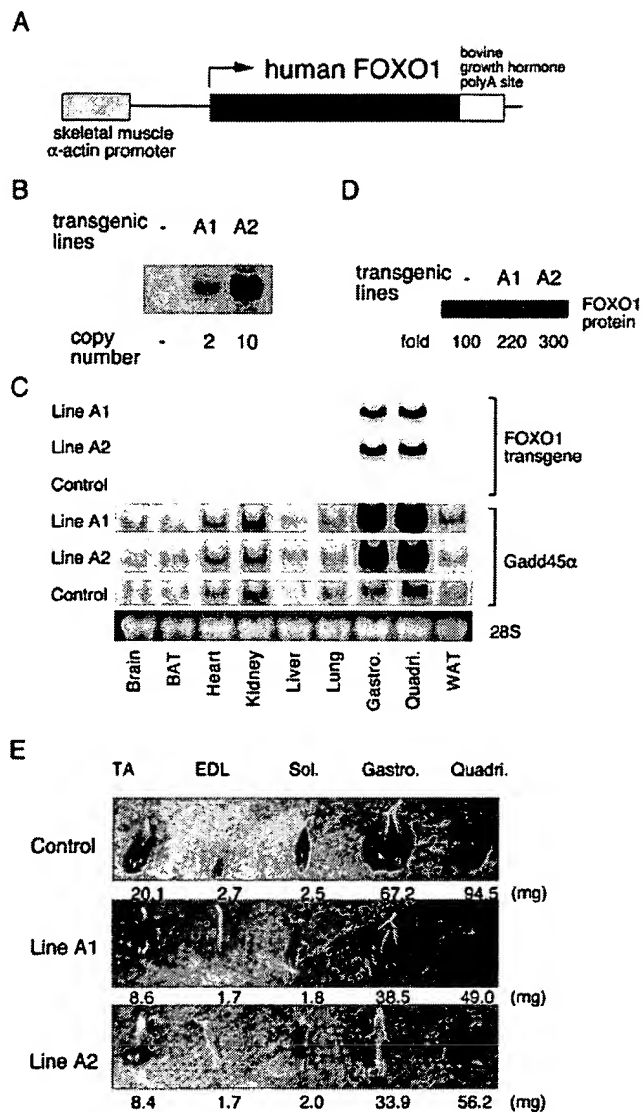 A
human FOXO1
bovine
growth hormone
polyA site
skeletal muscle
α-actin promoter
B
transgenic
lines
- A1 A2
copy
number
- 2 10
D
transgenic
lines
- A1 A2
FOXO1
protein
fold 100 220 300
C
Line A1
Line A2
Control
FOXO1
transgene
Line A1
Line A2
Control
Gadd45α
28S
Brain
BAT
Heart
Kidney
Liver
Lung
Gastro.
Quadri.
WAT
E
TA EDL Sol. Gastro. Quadri.
Control
20.1 2.7 2.5 67.2 94.5 (mg)
Line A1
8.6 1.7 1.8 38.5 49.0 (mg)
Line A2
8.4 1.7 2.0 33.9 56.2 (mg)